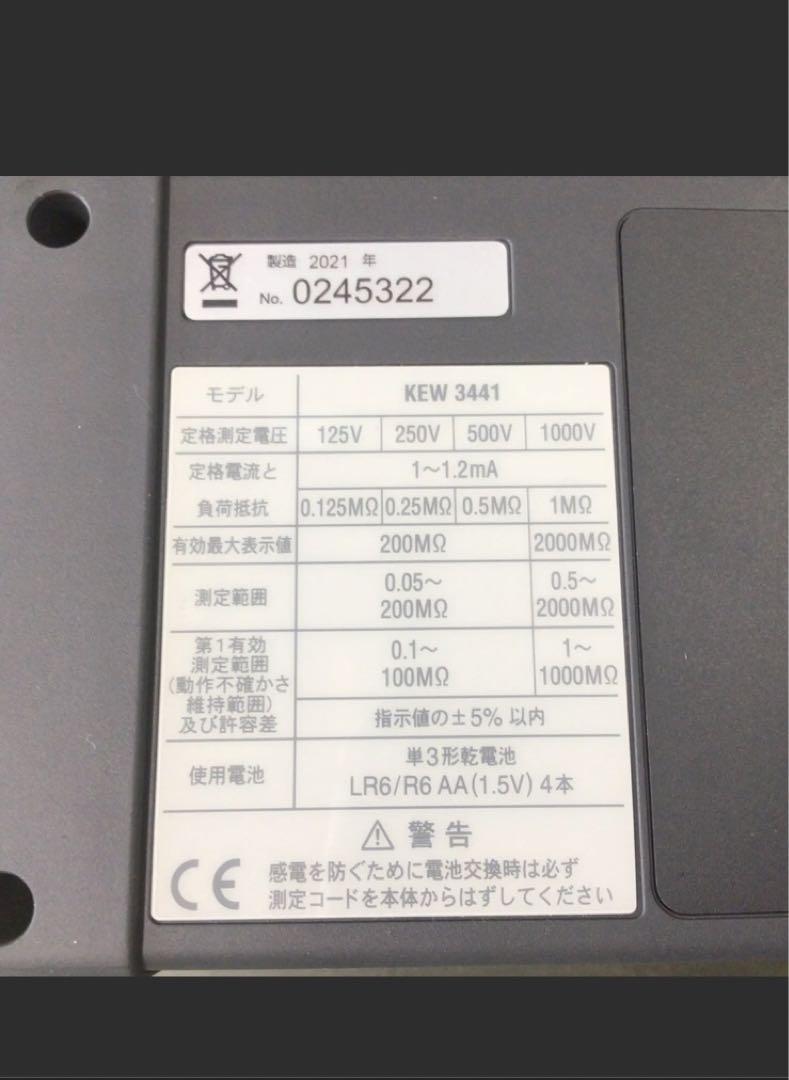 製造 2021 年
No. 0245322
モデル KEW 3441
定格測定電圧 125V 250V 500V 1000V
定格電流と 1～1.2mA
負荷抵抗 0.125MΩ 0.25MΩ 0.5MΩ 1MΩ
有効最大表示値 200MΩ 2000MΩ
測定範囲 0.05～ 0.5～
200MΩ 2000MΩ
第1有効
測定範囲 0.1～ 1～
(動作不確かさ 100MΩ 1000MΩ
維持範囲)
及び許容差 指示値の±5% 以内
使用電池 単3形乾電池
LR6/R6 AA(1.5V) 4本
警告
CE 感電を防ぐために電池交換時は必ず
測定コードを本体からはずしてください